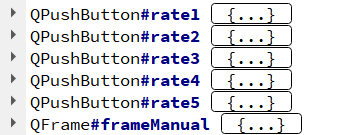 QPushButton#rate1 {...}
QPushButton#rate2 {...}
QPushButton#rate3 {...}
QPushButton#rate4 {...}
QPushButton#rate5 {...}
QFrame#frameManual {...}